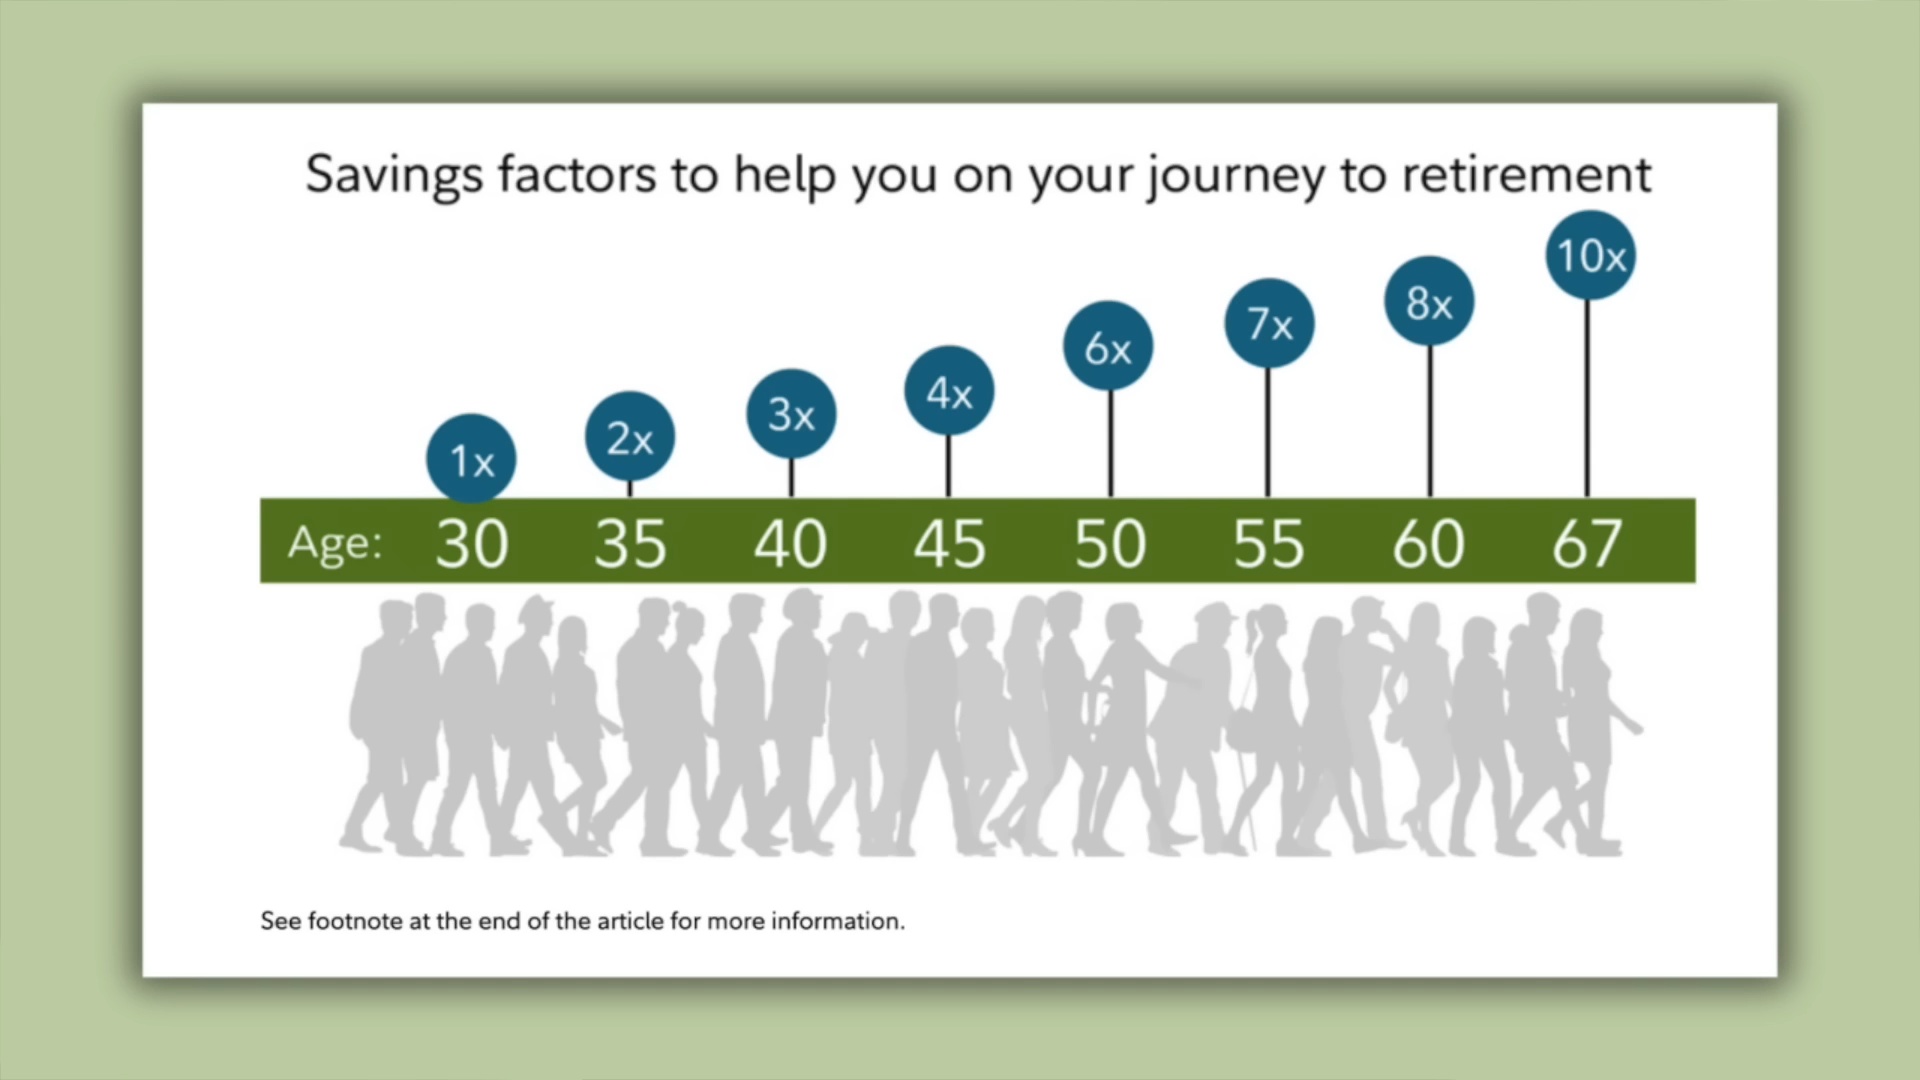 Savings factors to help you on your journey to retirement
1x 2x 3x 4x 6x 7x 8x 10x
Age: 30 35 40 45 50 55 60 67
See footnote at the end of the article for more information.